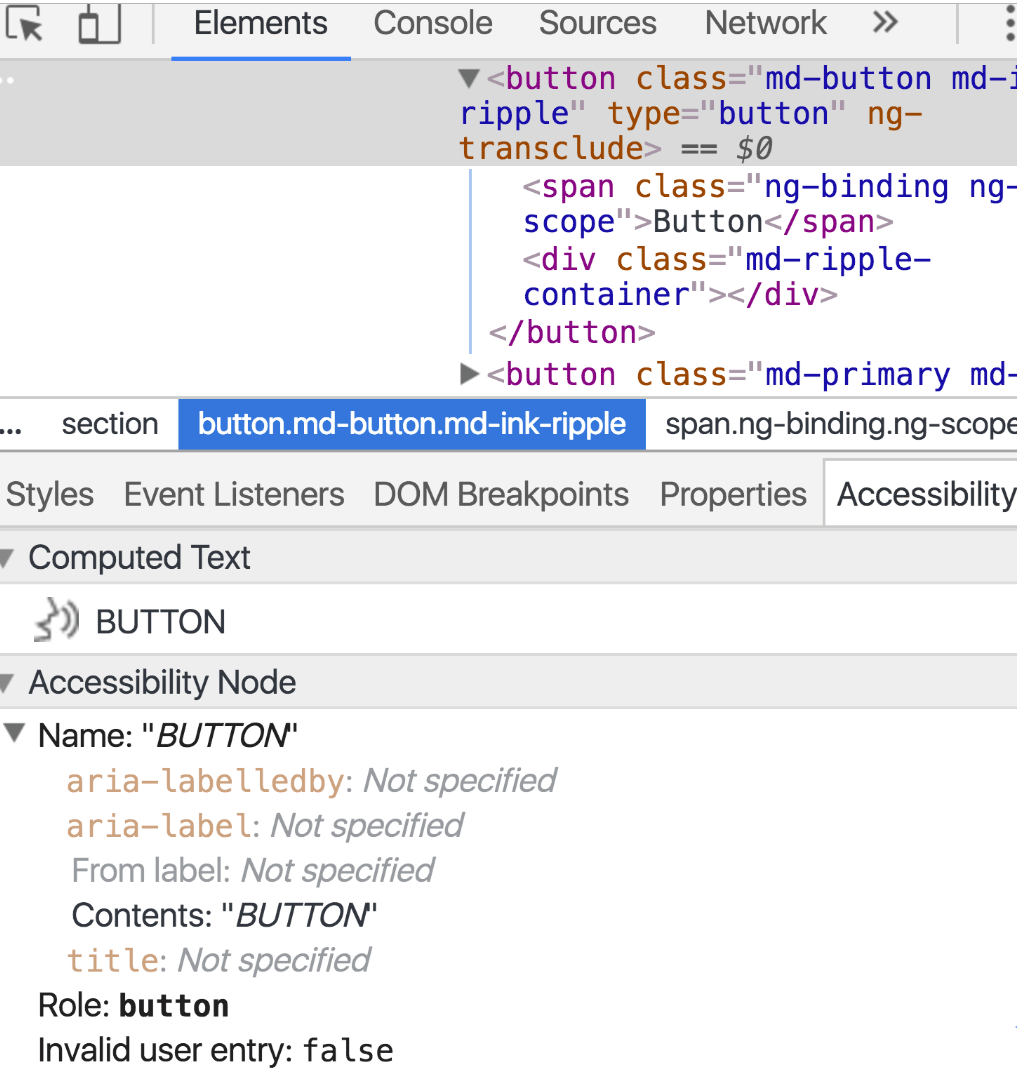 Elements Console Sources Network »
<button class="md-button md-i
ripple" type="button" ng-
transclude> == $0
<span class="ng-binding ng-
scope">Button</span>
<div class="md-ripple-
container"></div>
</button>
<button class="md-primary md-
... section button.md-button.md-ink-ripple span.ng-binding.ng-scope
Styles Event Listeners DOM Breakpoints Properties Accessibility
Computed Text
BUTTON
Accessibility Node
Name: "BUTTON"
aria-labelledby: Not specified
aria-label: Not specified
From label: Not specified
Contents: "BUTTON"
title: Not specified
Role: button
Invalid user entry: false